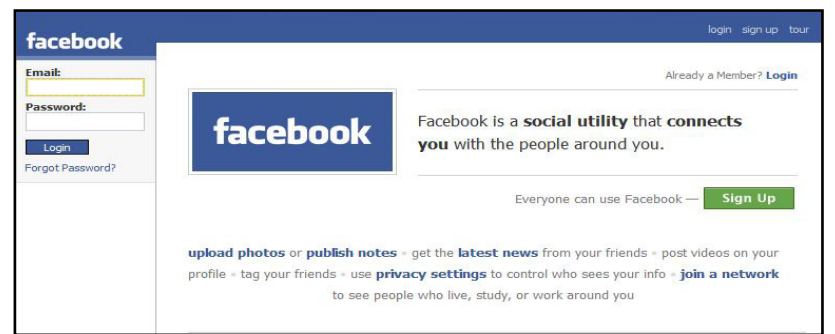 facebook
login sign up tour
Email:
Password:
Login
Forgot Password?
Already a Member? Login
facebook
Facebook is a social utility that connects
you with the people around you.
Everyone can use Facebook — Sign Up
upload photos or publish notes - get the latest news from your friends - post videos on your
profile - tag your friends - use privacy settings to control who sees your info - join a network
to see people who live, study, or work around you